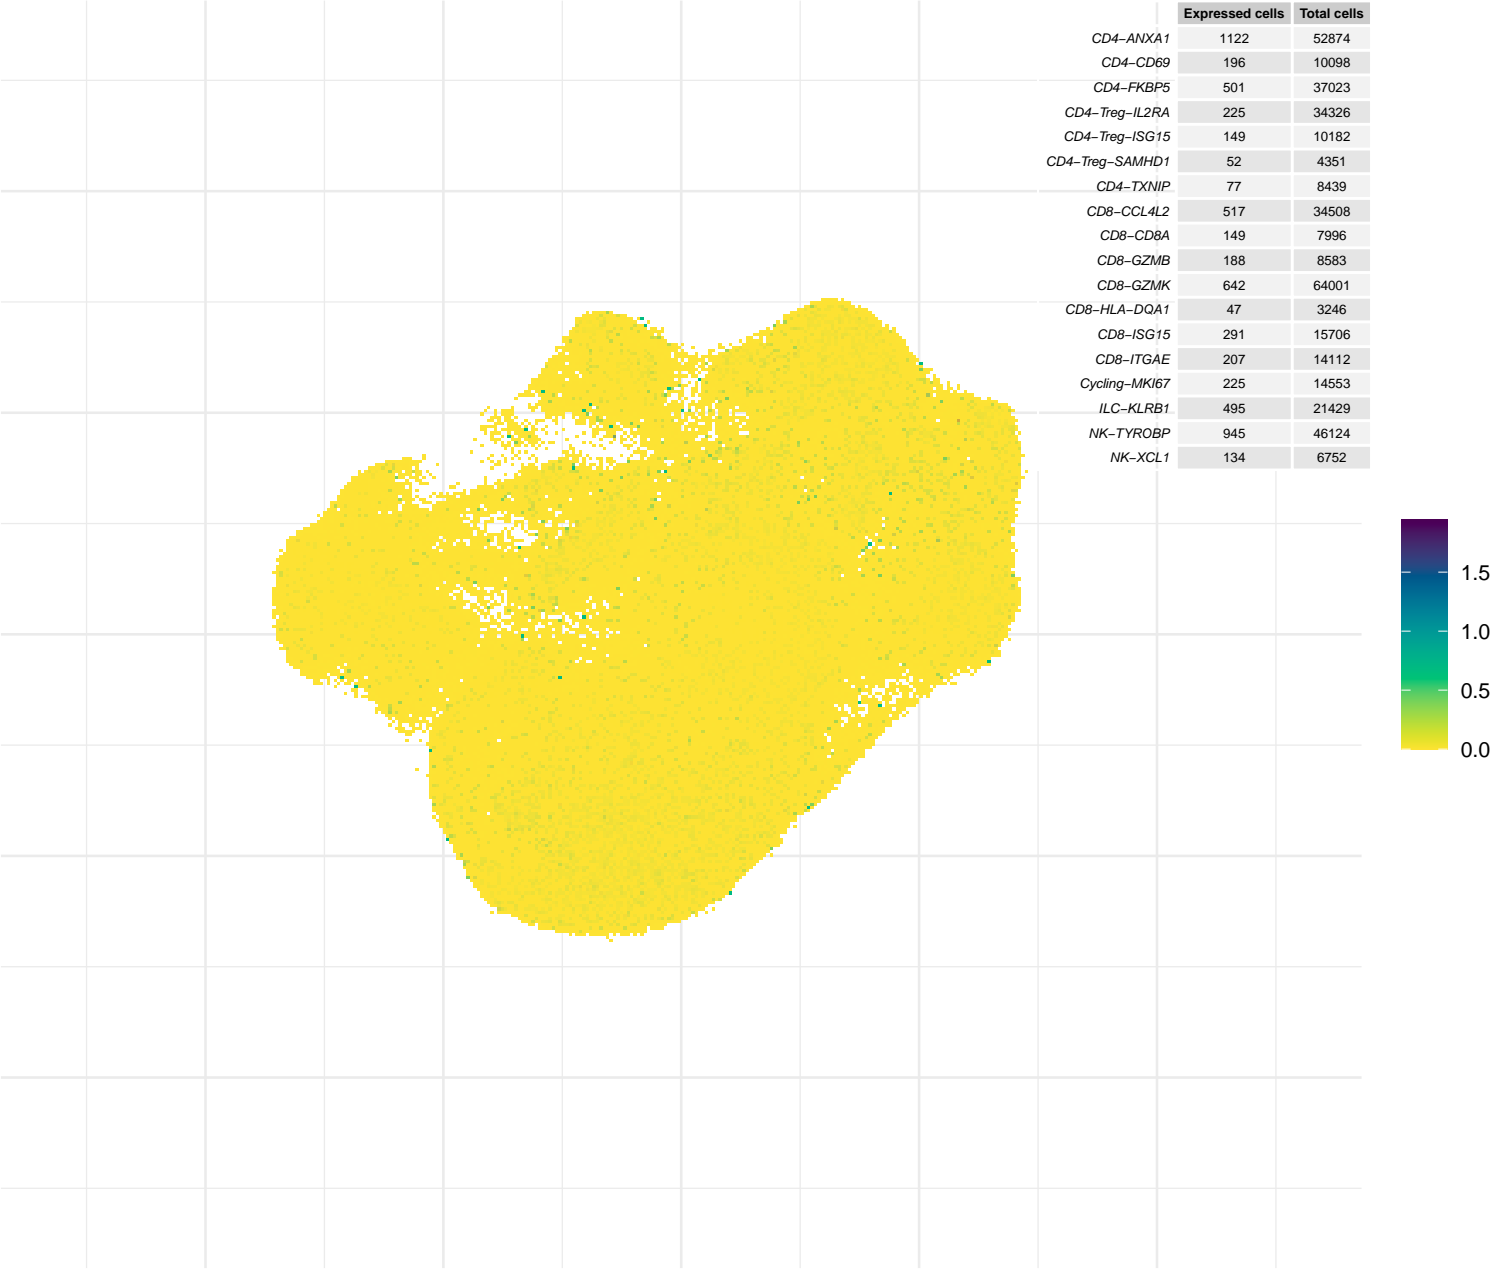 Expressed cells Total cells
CD4−ANXA1 1122 52874
CD4−CD69 196 10098
CD4−FKBP5 501 37023
CD4−Treg−IL2RA 225 34326
CD4−Treg−ISG15 149 10182
CD4−Treg−SAMHD1 52 4351
CD4−TXNIP 77 8439
CD8−CCL4L2 517 34508
CD8−CD8A 149 7996
CD8−GZMB 188 8583
CD8−GZMK 642 64001
CD8−HLA−DQA1 47 3246
CD8−ISG15 291 15706
CD8−ITGAE 207 14112
Cycling−MKI67 225 14553
ILC−KLRB1 495 21429
NK−TYROBP 945 46124
NK−XCL1 134 6752
1.5
1.0
0.5
0.0